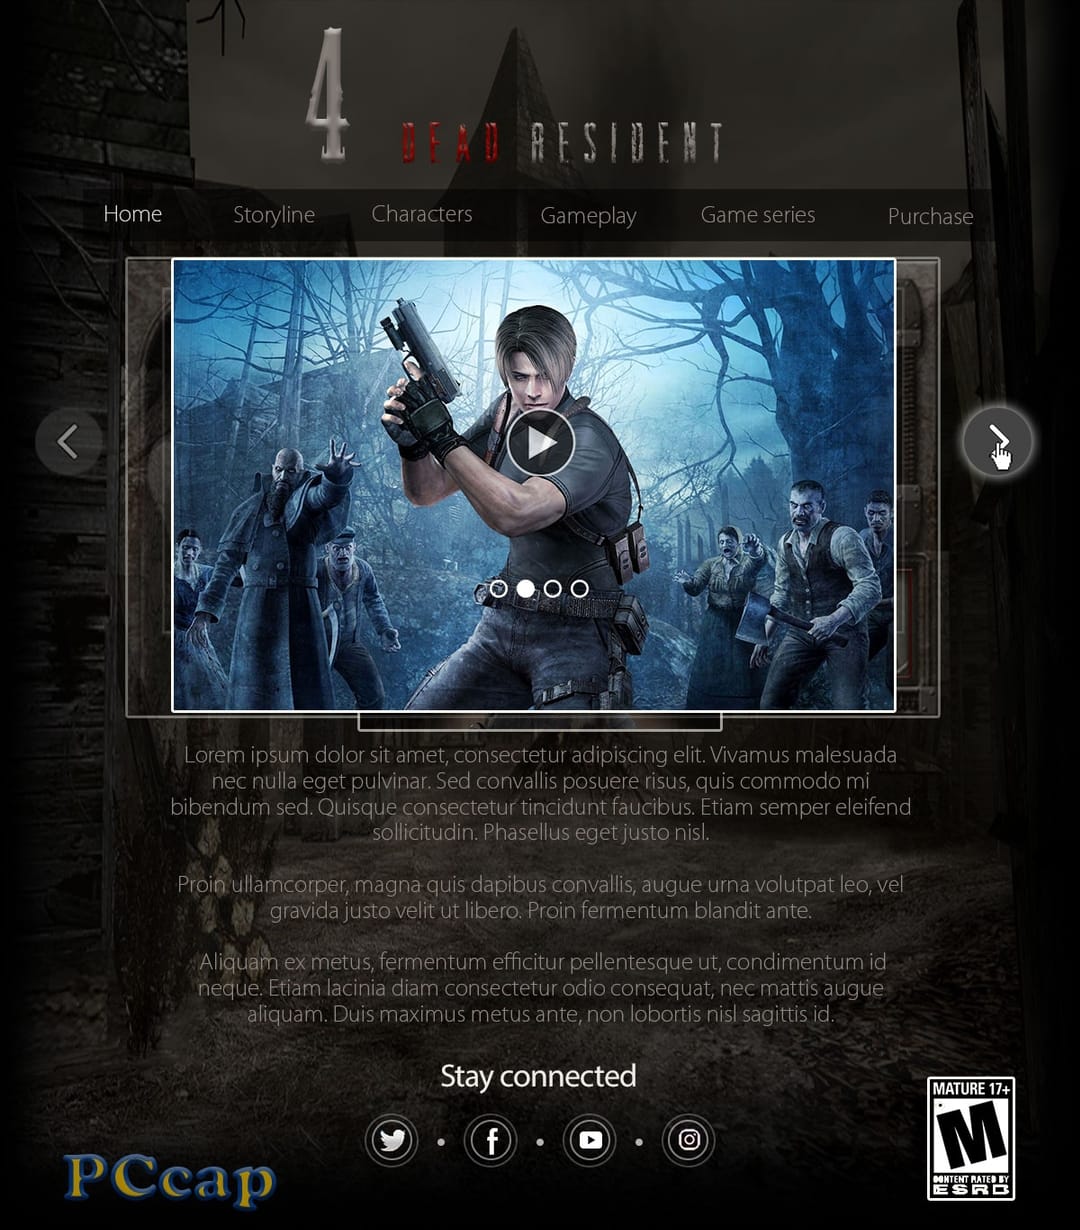 4
DEAD RESIDENT
Home Storyline Characters Gameplay Game series Purchase
Lorem ipsum dolor sit amet, consectetur adipiscing elit. Vivamus malesuada
nec nulla eget pulvinar. Sed convallis posuere risus, quis commodo mi
bibendum sed. Quisque consectetur tincidunt faucibus. Etiam semper eleifend
sollicitudin. Phasellus eget justo nisl.
Proin ullamcorper, magna quis dapibus convallis, augue urna volutpat leo, vel
gravida justo velit ut libero. Proin fermentum blandit ante.
Aliquam ex metus, fermentum efficitur pellentesque ut, condimentum id
neque. Etiam lacinia diam consectetur odio consequat, nec mattis augue
aliquam. Duis maximus metus ante, non lobortis nisl sagittis id.
Stay connected
MATURE 17+
M
CONTENT RATED BY
ESRB
PCcap